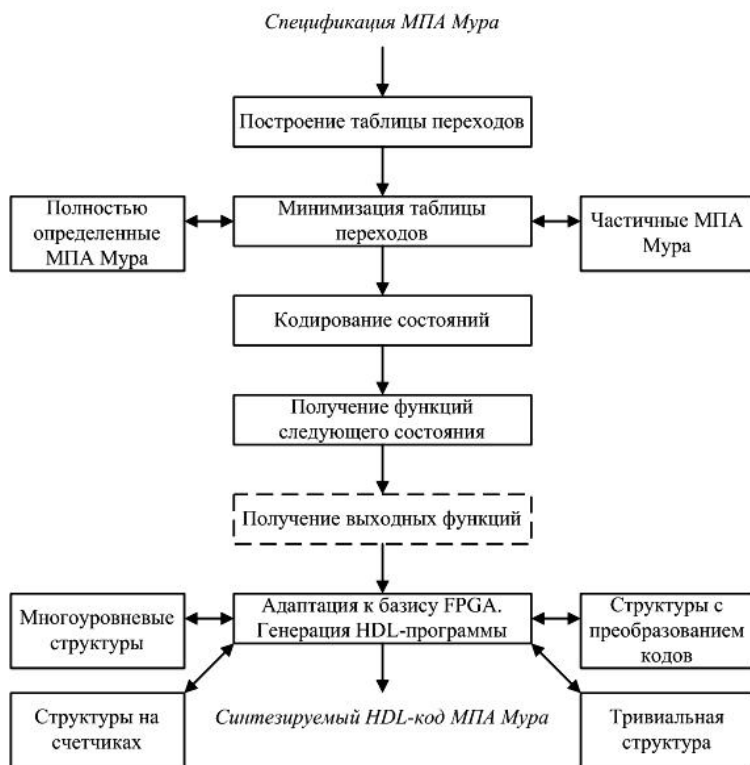 Спецификация МПА Мура
Построение таблицы переходов
Полностью
определенные
МПА Мура
Минимизация таблицы
переходов
Частичные МПА
Мура
Кодирование состояний
Получение функций
следующего состояния
Получение выходных функций
Многоуровневые
структуры
Адаптация к базису FPGA.
Генерация HDL-программы
Структуры с
преобразованием
кодов
Структуры на
счетчиках
Синтезируемый HDL-код МПА Мура
Тривиальная
структура